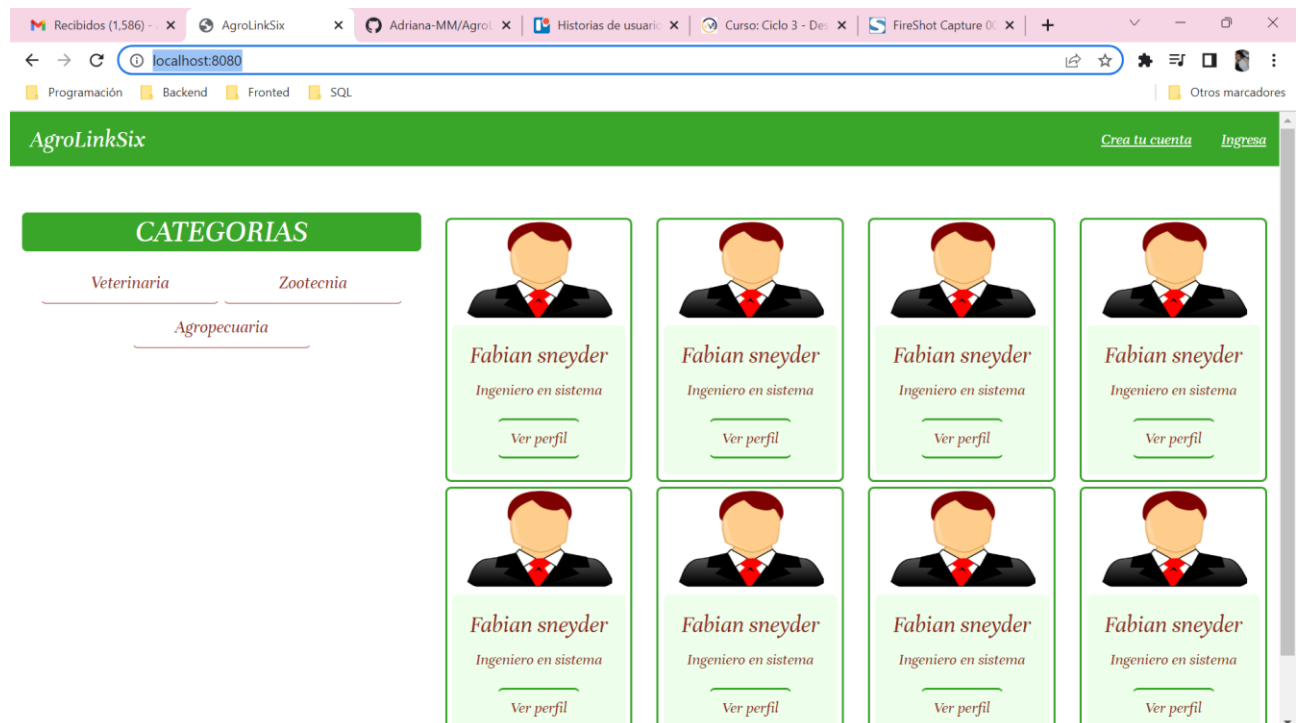 Recibidos (1,586) -
AgroLinkSix
Adriana-MM/AgroL
Historias de usuario
Curso: Ciclo 3 - Des
FireShot Capture 00
localhost:8080
Programación
Backend
Fronted
SQL
Otros marcadores
AgroLinkSix
Crea tu cuenta
Ingresa
CATEGORIAS
Veterinaria
Zootecnia
Agropecuaria
Fabian sneyder
Fabian sneyder
Fabian sneyder
Fabian sneyder
Ingeniero en sistema
Ingeniero en sistema
Ingeniero en sistema
Ingeniero en sistema
Ver perfil
Ver perfil
Ver perfil
Ver perfil
Fabian sneyder
Fabian sneyder
Fabian sneyder
Fabian sneyder
Ingeniero en sistema
Ingeniero en sistema
Ingeniero en sistema
Ingeniero en sistema
Ver perfil
Ver perfil
Ver perfil
Ver perfil